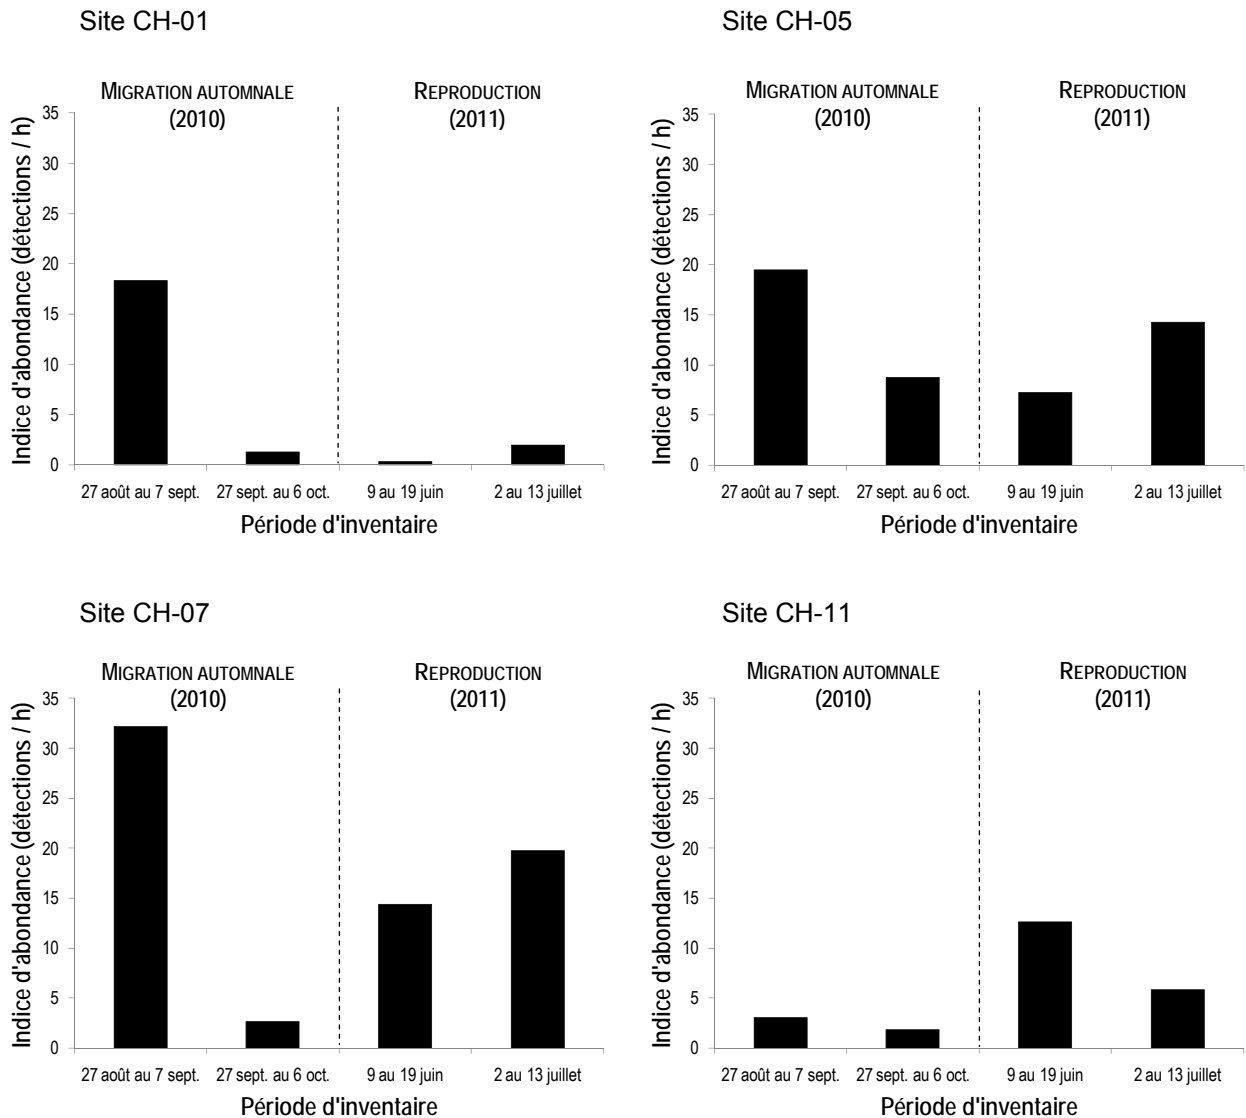 Site CH-01
MIGRATION AUTOMNALE
(2010)
REPRODUCTION
(2011)
Indice d'abondance (détections / h)
35
30
25
20
15
10
5
0
27 août au 7 sept.
27 sept. au 6 oct.
9 au 19 juin
2 au 13 juillet
Période d'inventaire
Site CH-05
MIGRATION AUTOMNALE
(2010)
REPRODUCTION
(2011)
Indice d'abondance (détections / h)
35
30
25
20
15
10
5
0
27 août au 7 sept.
27 sept. au 6 oct.
9 au 19 juin
2 au 13 juillet
Période d'inventaire
Site CH-07
MIGRATION AUTOMNALE
(2010)
REPRODUCTION
(2011)
Indice d'abondance (détections / h)
35
30
25
20
15
10
5
0
27 août au 7 sept.
27 sept. au 6 oct.
9 au 19 juin
2 au 13 juillet
Période d'inventaire
Site CH-11
MIGRATION AUTOMNALE
(2010)
REPRODUCTION
(2011)
Indice d'abondance (détections / h)
35
30
25
20
15
10
5
0
27 août au 7 sept.
27 sept. au 6 oct.
9 au 19 juin
2 au 13 juillet
Période d'inventaire